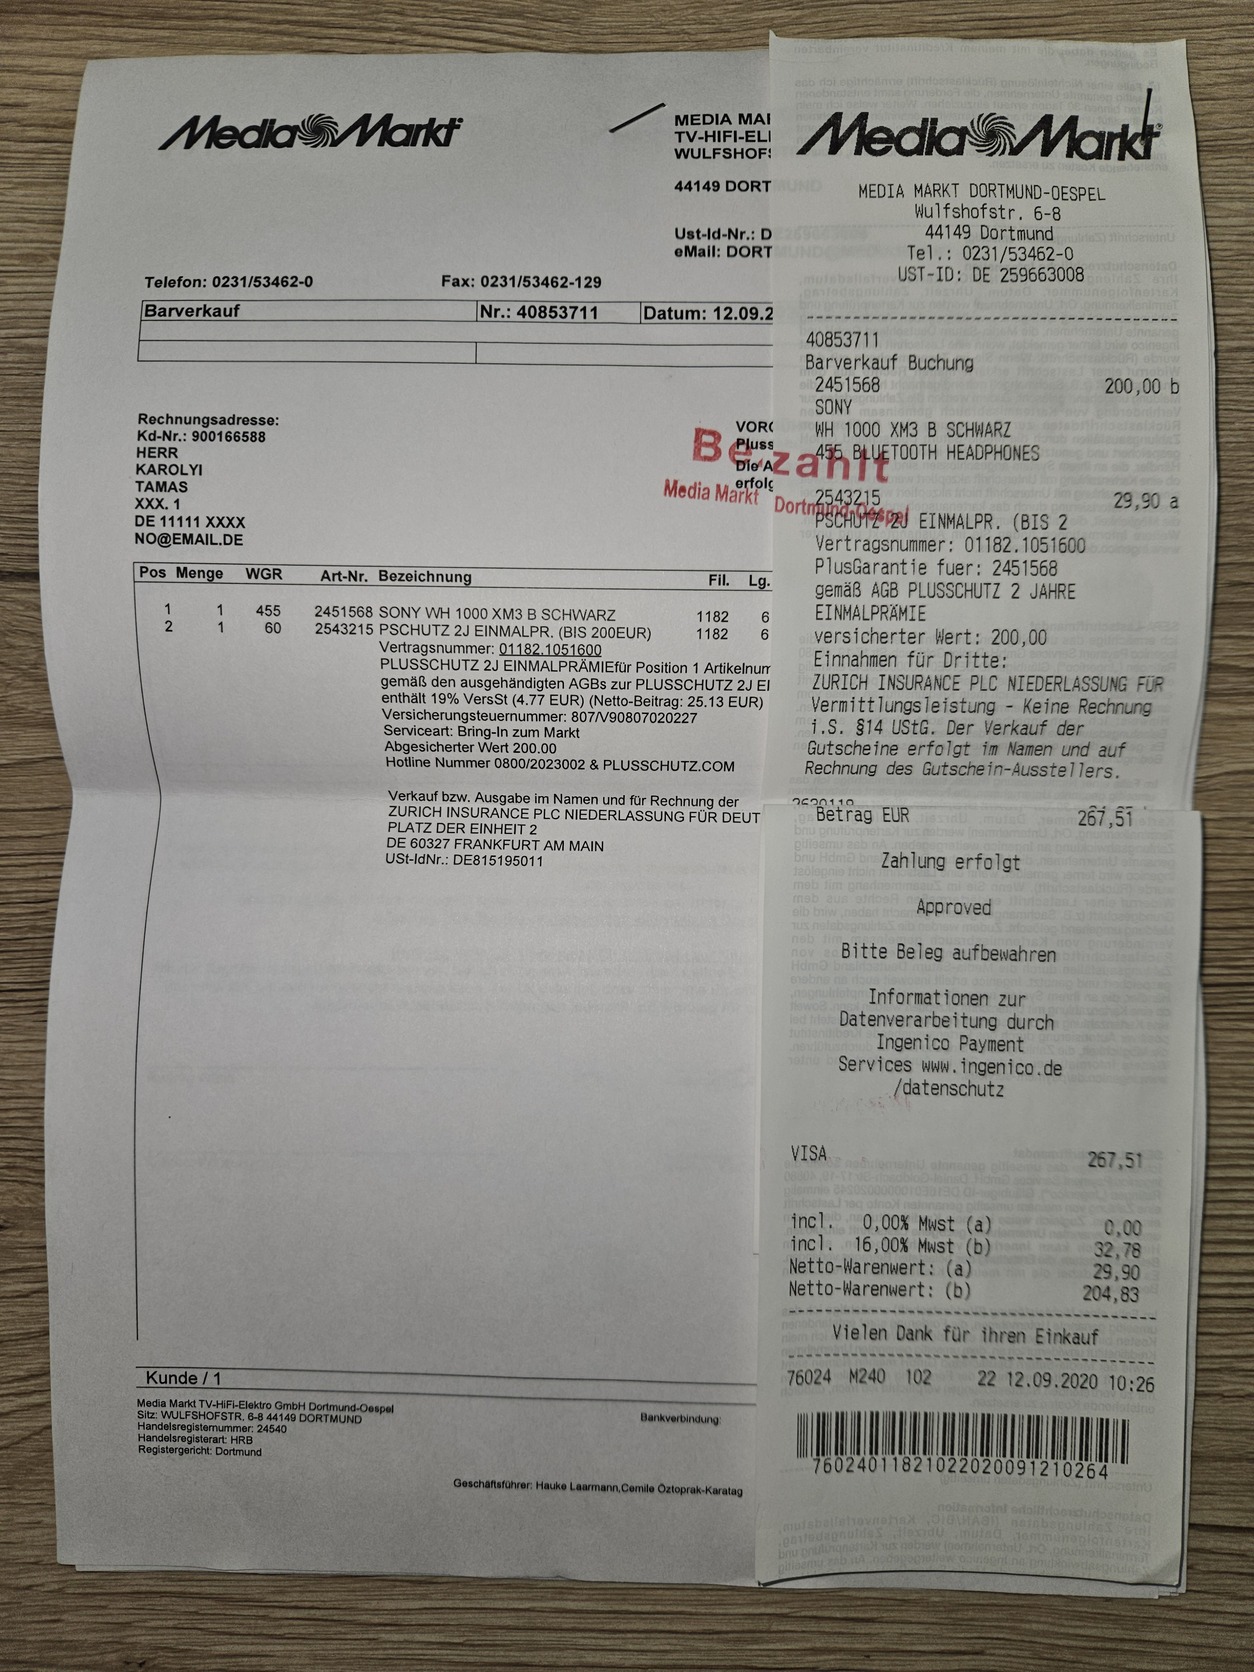 Media Markt
MEDIA MAR
TV-HIFI-EL
WULFSHOFS
44149 DORT
Ust-Id-Nr.: D
eMail: DORT
Telefon: 0231/53462-0 Fax: 0231/53462-129
Barverkauf Nr.: 40853711 Datum: 12.09.2
Rechnungsadresse:
Kd-Nr.: 900166588
HERR
KAROLYI
TAMAS
XXX. 1
DE 11111 XXXX
NO@EMAIL.DE
VORG
Pluss
Die A
erfolg
Bezahlt
Media Markt Dortmund-Oespel
Pos Menge WGR Art-Nr. Bezeichnung Fil. Lg.
1 1 455 2451568 SONY WH 1000 XM3 B SCHWARZ 1182 6
2 1 60 2543215 PSCHUTZ 2J EINMALPR. (BIS 200EUR) 1182 6
Vertragsnummer: 01182.1051600
PLUSSCHUTZ 2J EINMALPRÄMIEfür Position 1 Artikelnum
gemäß den ausgehändigten AGBs zur PLUSSCHUTZ 2J EI
enthält 19% VersSt (4.77 EUR) (Netto-Beitrag: 25.13 EUR)
Versicherungsteuernummer: 807/V90807020227
Serviceart: Bring-In zum Markt
Abgesicherter Wert 200.00
Hotline Nummer 0800/2023002 & PLUSSCHUTZ.COM
Verkauf bzw. Ausgabe im Namen und für Rechnung der
ZURICH INSURANCE PLC NIEDERLASSUNG FÜR DEUT
PLATZ DER EINHEIT 2
DE 60327 FRANKFURT AM MAIN
USt-IdNr.: DE815195011
Kunde / 1
Media Markt TV-HiFi-Elektro GmbH Dortmund-Oespel
Sitz: WULFSHOFSTR. 6-8 44149 DORTMUND
Handelsregisternummer: 24540
Handelsregisterart: HRB
Registergericht: Dortmund
Bankverbindung:
Geschäftsführer: Hauke Laarmann,Cemile Öztoprak-Karatag
Media Markt
MEDIA MARKT DORTMUND-OESPEL
Wulfshofstr. 6-8
44149 Dortmund
Tel.: 0231/53462-0
UST-ID: DE 259663008
40853711
Barverkauf Buchung
2451568 200,00 b
SONY
WH 1000 XM3 B SCHWARZ
455 BLUETOOTH HEADPHONES
2543215 29,90 a
PSCHUTZ 2J EINMALPR. (BIS 2
Vertragsnummer: 01182.1051600
PlusGarantie fuer: 2451568
gemäß AGB PLUSSCHUTZ 2 JAHRE
EINMALPRÄMIE
versicherter Wert: 200,00
Einnahmen für Dritte:
ZURICH INSURANCE PLC NIEDERLASSUNG FÜR
Vermittlungsleistung - Keine Rechnung
i.S. §14 UStG. Der Verkauf der
Gutscheine erfolgt im Namen und auf
Rechnung des Gutschein-Ausstellers.
Betrag EUR 267,51
Zahlung erfolgt
Approved
Bitte Beleg aufbewahren
Informationen zur
Datenverarbeitung durch
Ingenico Payment
Services www.ingenico.de
/datenschutz
VISA 267,51
incl. 0,00% Mwst (a) 0,00
incl. 16,00% Mwst (b) 32,78
Netto-Warenwert: (a) 29,90
Netto-Warenwert: (b) 204,83
Vielen Dank für ihren Einkauf
76024 M240 102 22 12.09.2020 10:26
7602401182102202009121​0264